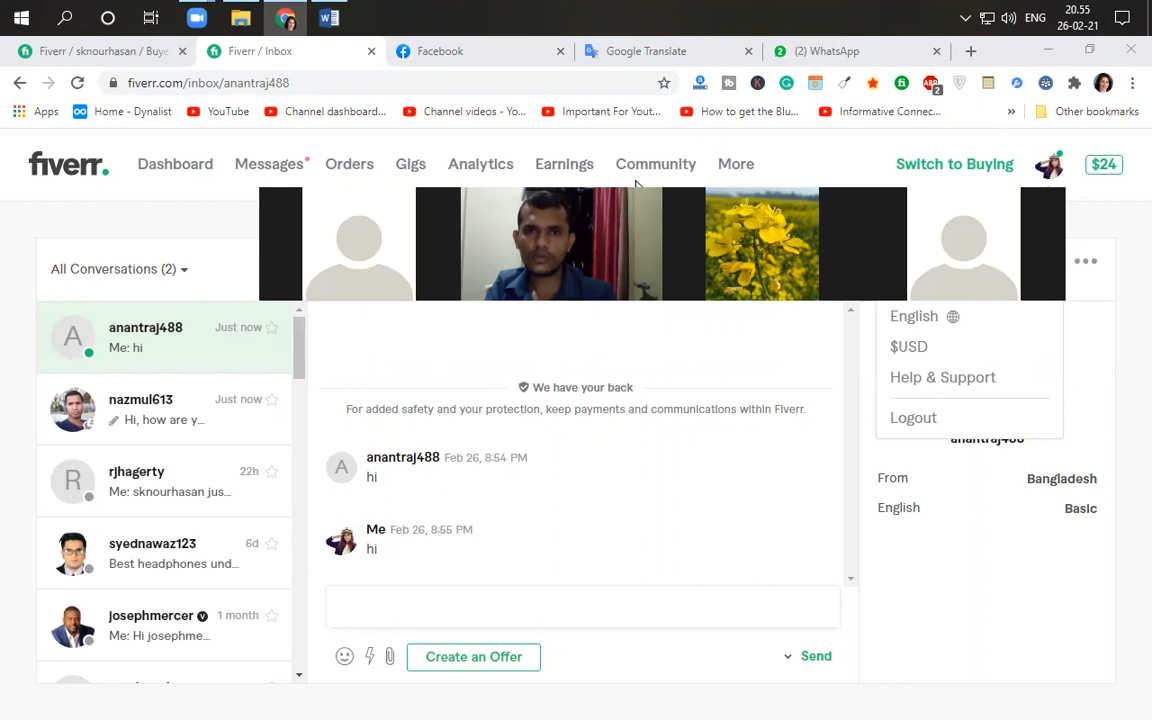 20.55
ENG
26-02-21
Fiverr / sknourhasan / Buye
Fiverr / Inbox
Facebook
Google Translate
(2) WhatsApp
fiverr.com/inbox/anantraj488
ABP
2
Apps
Home - Dynalist
YouTube
Channel dashboard...
Channel videos - Yo...
Important For Yout...
How to get the Blu...
Informative Connec...
Other bookmarks
fiverr.
Dashboard
Messages
Orders
Gigs
Analytics
Earnings
Community
More
Switch to Buying
$24
All Conversations (2)
A
anantraj488
Just now
Me: hi
nazmul613
Just now
Hi, how are y...
R
rjhagerty
22h
Me: sknourhasan jus...
syednawaz123
6d
Best headphones und...
josephmercer
1 month
Me: Hi josephme...
We have your back
For added safety and your protection, keep payments and communications within Fiverr.
A
anantraj488 Feb 26, 8:54 PM
hi
Me Feb 26, 8:55 PM
hi
Create an Offer
Send
English
$USD
Help & Support
Logout
anantraj488
From
Bangladesh
English
Basic